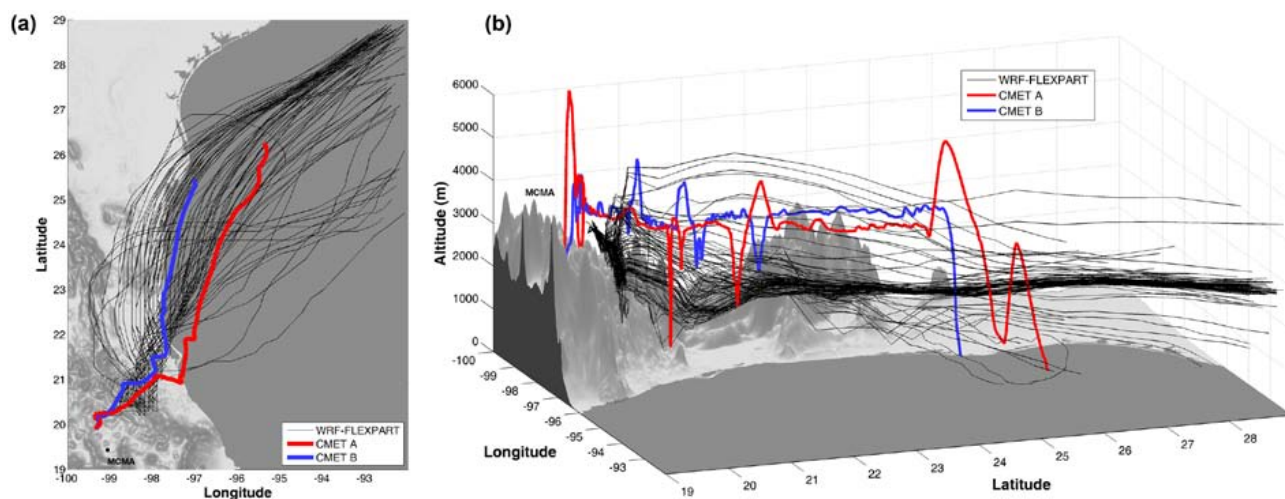 (a)
29
28
27
26
25
24
23
22
21
20
19
Latitude
-100 -99 -98 -97 -96 -95 -94 -93
Longitude
MCMA
WRF-FLEXPART
CMET A
CMET B
(b)
6000
5000
4000
3000
2000
1000
0
Altitude (m)
MCMA
WRF-FLEXPART
CMET A
CMET B
-100
-99
-98
-97
-96
-95
-94
-93
Longitude
19 20 21 22 23 24 25 26 27 28
Latitude